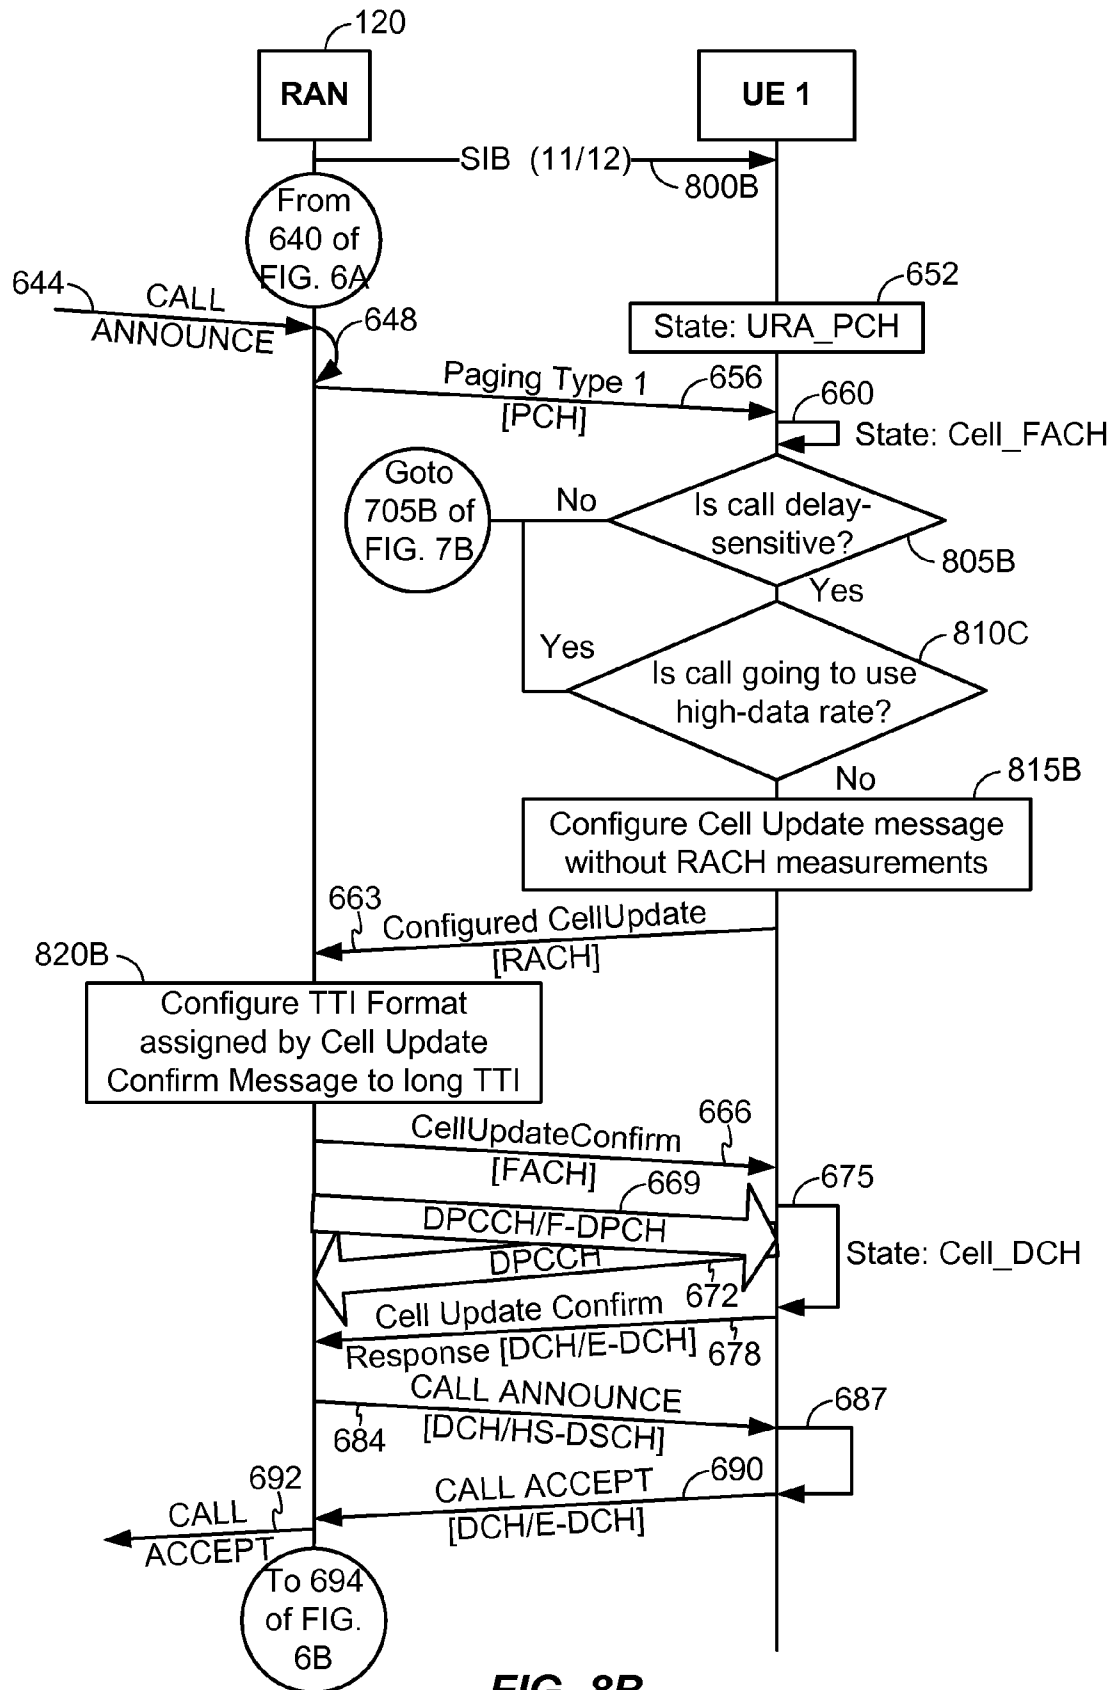 120
RAN
UE 1
SIB (11/12)
800B
From
640 of
FIG. 6A
644
CALL
ANNOUNCE
648
652
State: URA_PCH
Paging Type 1
656
[PCH]
660
State: Cell_FACH
Goto
705B of
FIG. 7B
No
Is call delay-
sensitive?
805B
Yes
810C
Yes
Is call going to use
high-data rate?
No
815B
Configure Cell Update message
without RACH measurements
663
Configured CellUpdate
[RACH]
820B
Configure TTI Format
assigned by Cell Update
Confirm Message to long TTI
CellUpdateConfirm
666
[FACH]
669
675
DPCCH/F-DPCH
State: Cell_DCH
DPCCH
672
Cell Update Confirm
Response [DCH/E-DCH]
678
CALL ANNOUNCE
684
[DCH/HS-DSCH]
687
692
CALL ACCEPT
690
[DCH/E-DCH]
CALL
ACCEPT
To 694
of FIG.
6B
FIG. 8B